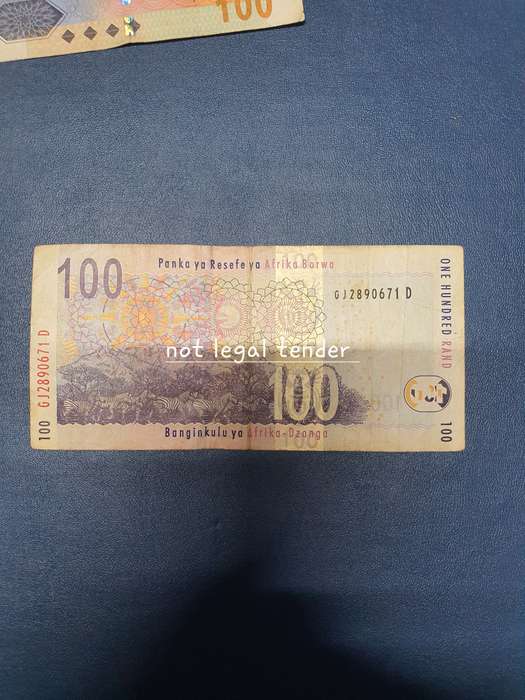 100
100
Panka ya Resefe ya Afrika Borwa
GJ2890671 D
not legal tender
100
Banginkulu ya Afrika-Dzonga
100
100 GJ2890671 D
ONE HUNDRED RAND
100